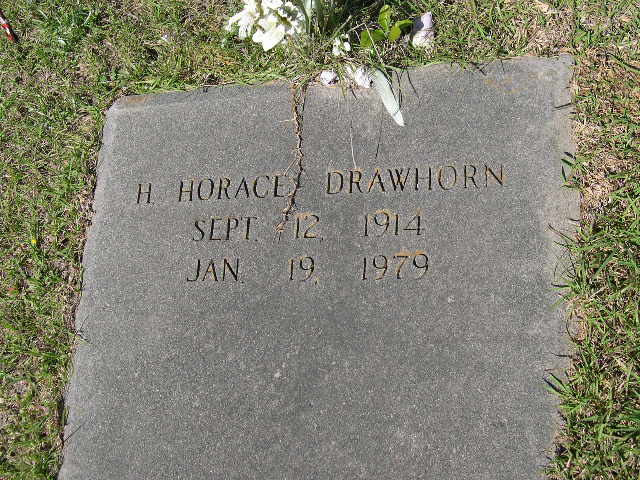 H. HORACE DRAWHORN
SEPT. 12, 1914
JAN. 19, 1979